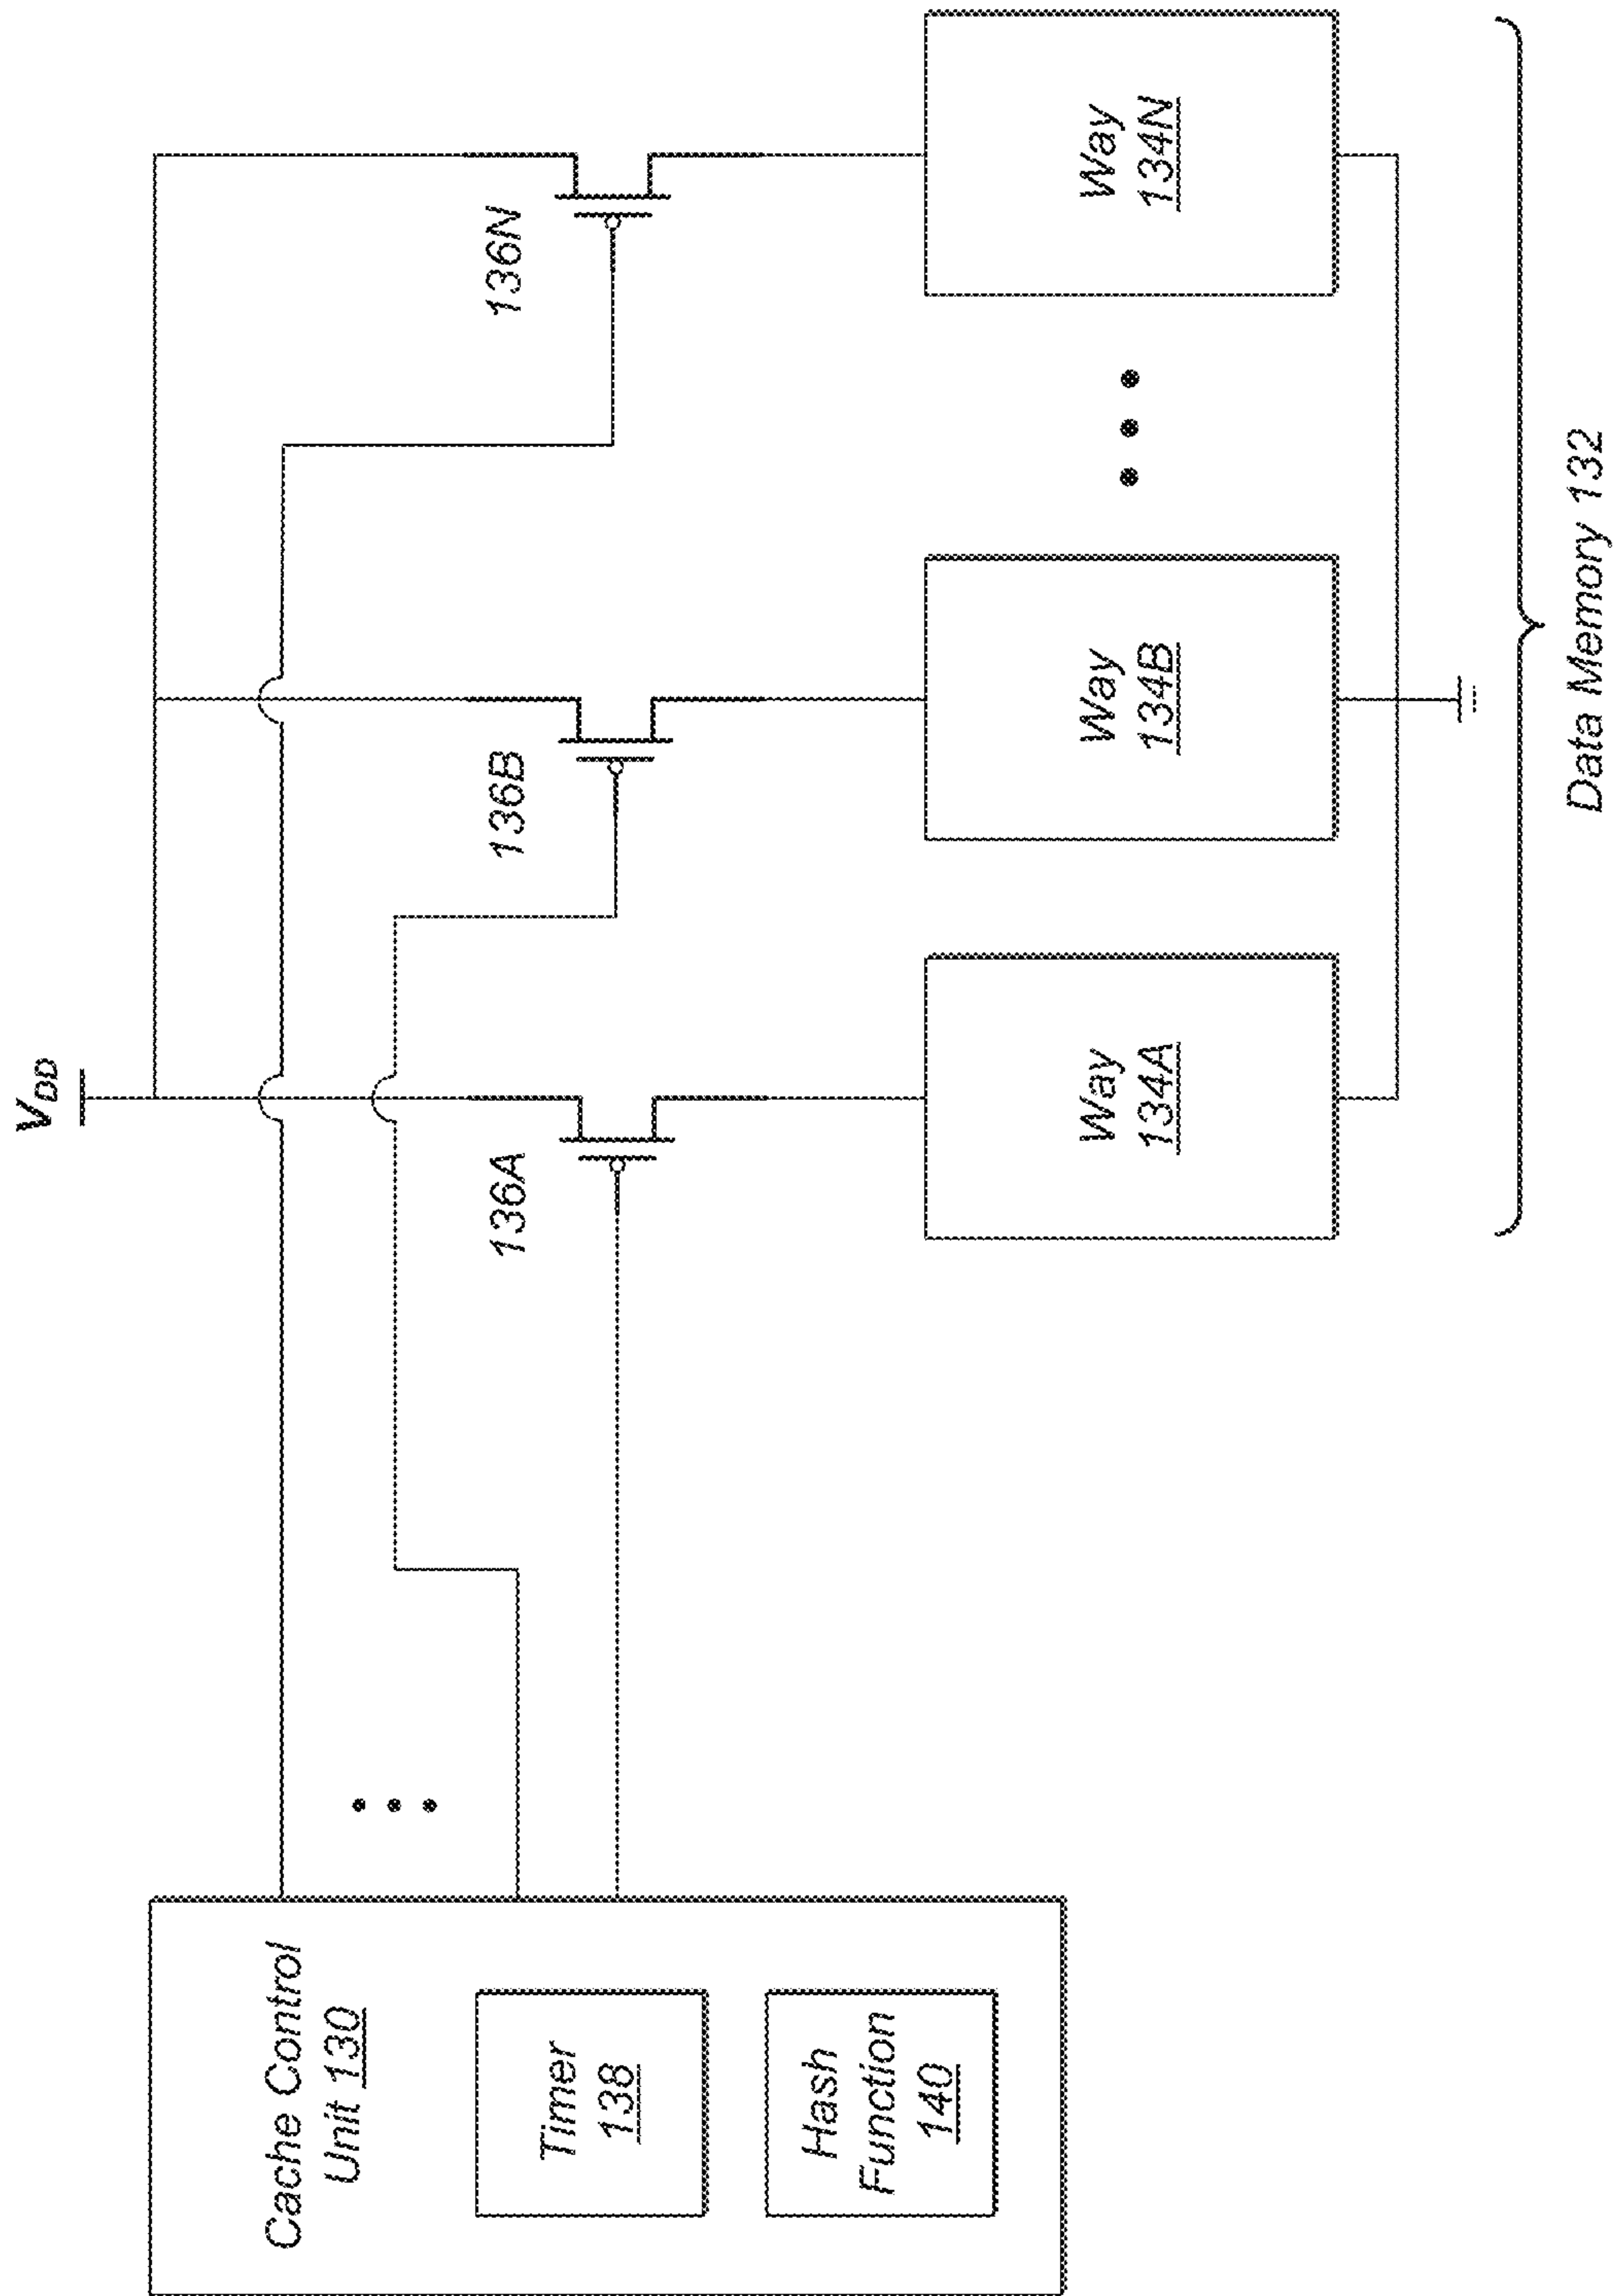 V_DD
136A
136B
136N
Cache Control
Unit 130
Timer
138
Hash
Function
140
Way
134A
Way
134B
Way
134N
Data Memory 132